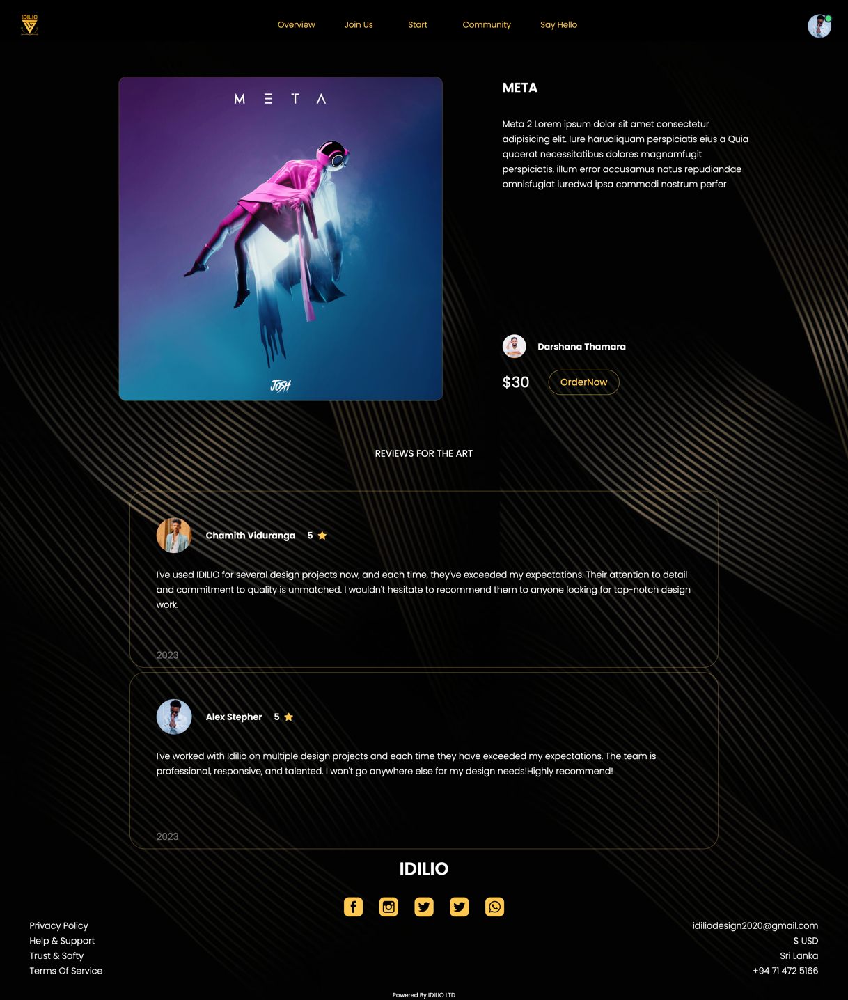 IDILIO
Overview
Join Us
Start
Community
Say Hello
M Ξ T Λ
JOSH
META
Meta 2 Lorem ipsum dolor sit amet consectetur
adipisicing elit. Iure harualiquam perspiciatis eius a Quia
quaerat necessitatibus dolores magnamfugit
perspiciatis, illum error accusamus natus repudiandae
omnisfugiat iuredwd ipsa commodi nostrum perfer
Darshana Thamara
$30
OrderNow
REVIEWS FOR THE ART
Chamith Viduranga 5
I've used IDILIO for several design projects now, and each time, they've exceeded my expectations. Their attention to detail
and commitment to quality is unmatched. I wouldn't hesitate to recommend them to anyone looking for top-notch design
work.
2023
Alex Stepher 5
I've worked with Idilio on multiple design projects and each time they have exceeded my expectations. The team is
professional, responsive, and talented. I won't go anywhere else for my design needs!Highly recommend!
2023
IDILIO
Privacy Policy
Help & Support
Trust & Safty
Terms Of Service
idiliodesign2020@gmail.com
$ USD
Sri Lanka
+94 71 472 5166
Powered By IDILIO LTD